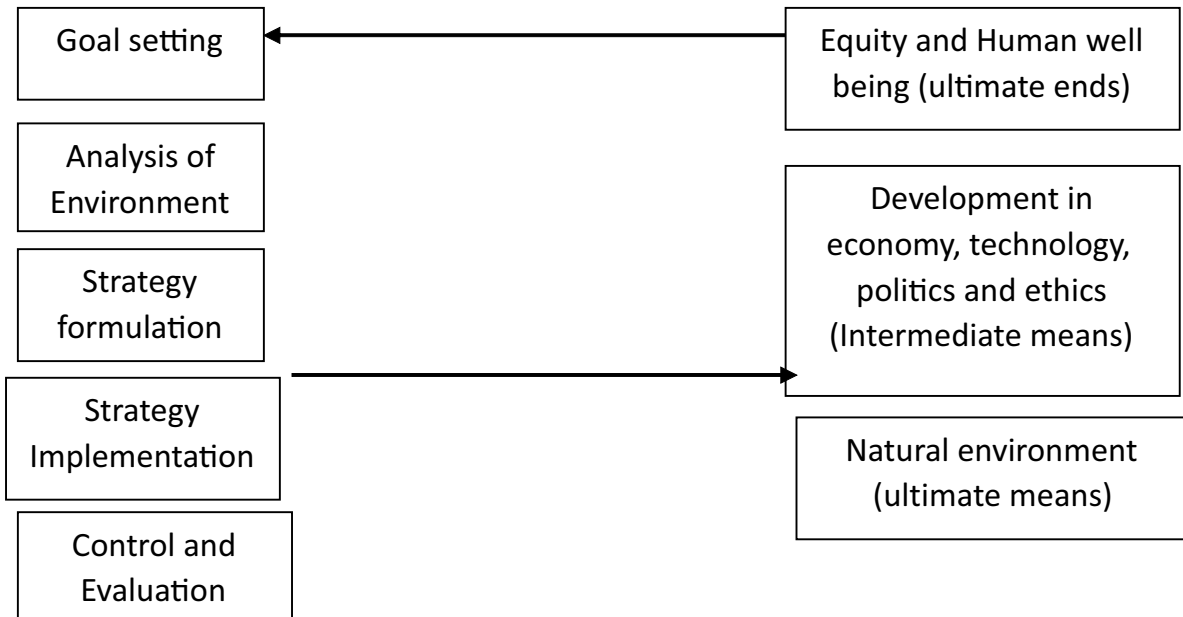 Goal setting
Equity and Human well
being (ultimate ends)
Analysis of
Environment
Development in
economy, technology,
politics and ethics
(Intermediate means)
Strategy
formulation
Strategy
Implementation
Natural environment
(ultimate means)
Control and
Evaluation